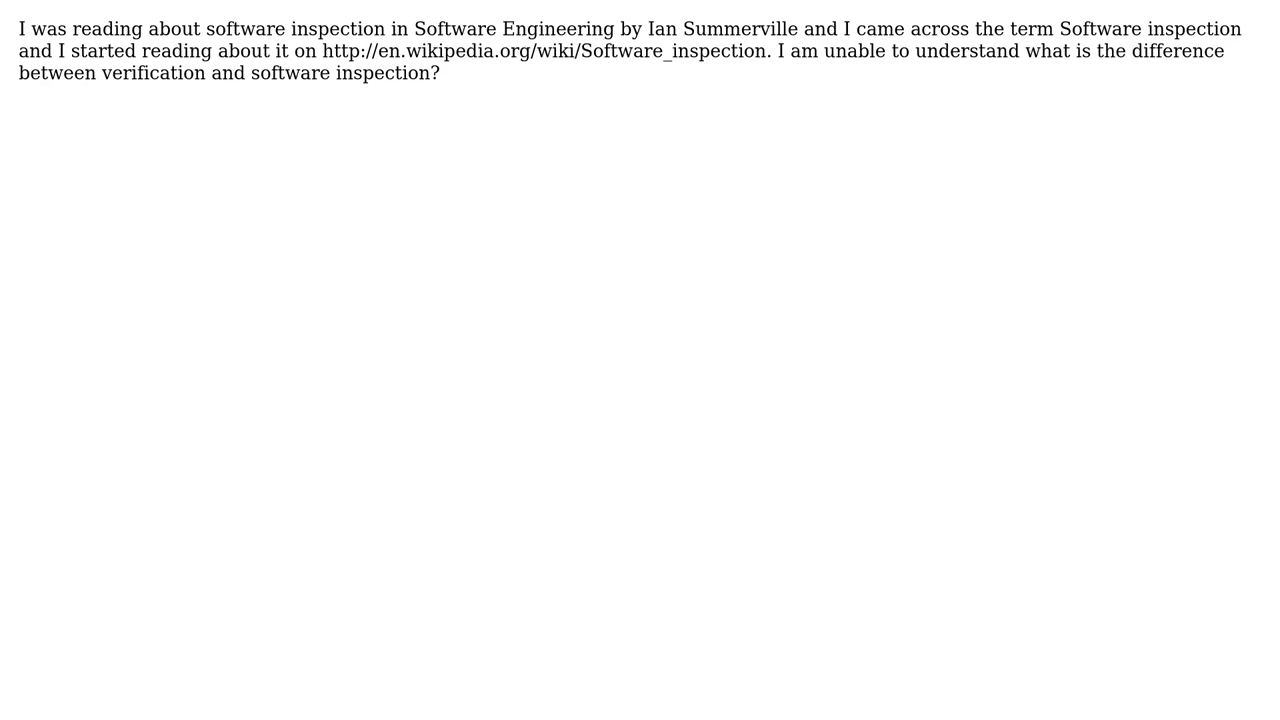 I was reading about software inspection in Software Engineering by Ian Summerville and I came across the term Software inspection
and I started reading about it on http://en.wikipedia.org/wiki/Software_inspection. I am unable to understand what is the difference
between verification and software inspection?